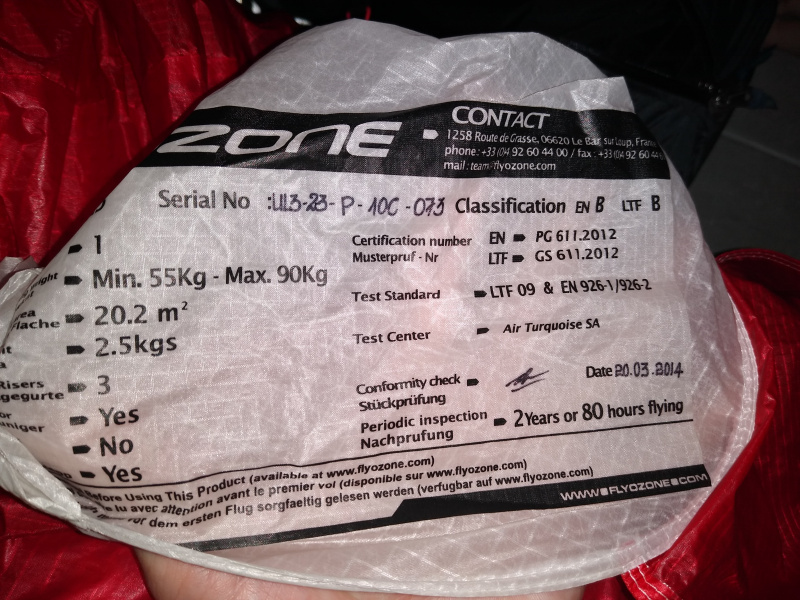 ZONE
CONTACT
1258 Route de Grasse, 06620 Le Bar sur Loup,
phone: +33 (0)4 92 60 44 00 / fax : +33 (0)4 92 60 44
mail: team@flyozone.com
Serial No :UL3-23-P-10C-073 Classification EN B LTF B
1
Min. 55Kg - Max. 90Kg
20.2 m²
2.5kgs
Risers 3
Yes
No
Yes
Certification number EN PG 611.2012
Musterpruf - Nr LTF GS 611.2012
Test Standard LTF 09 & EN 926-1/926-2
Test Center Air Turquoise SA
Conformity check Date 20.03.2014
Stückprüfung
Periodic inspection 2Years or 80 hours flying
Nachprufung
Before Using This Product (available at www.flyozone.com)
lu avec attention avant le premier vol (disponible sur www.flyozone.com)
vor dem ersten Flug sorgfaeltig gelesen werden (verfugbar auf www.flyozone.com)
WWW.FLYOZONE.COM